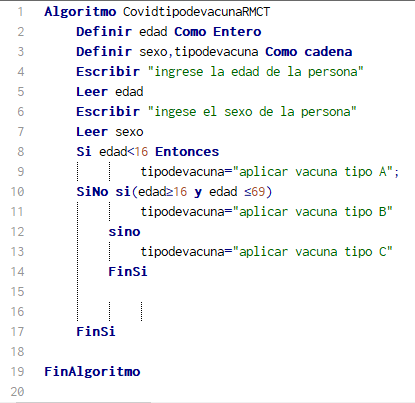 1 Algoritmo CovidtipodevacunaRMCT
2 Definir edad Como Entero
3 Definir sexo,tipodevacuna Como cadena
4 Escribir "ingrese la edad de la persona"
5 Leer edad
6 Escribir "ingese el sexo de la persona"
7 Leer sexo
8 Si edad<16 Entonces
9 tipodevacuna="aplicar vacuna tipo A";
10 SiNo si(edad≥16 y edad ≤69)
11 tipodevacuna="aplicar vacuna tipo B"
12 sino
13 tipodevacuna="aplicar vacuna tipo C"
14 FinSi
15
16
17 FinSi
18
19 FinAlgoritmo
20